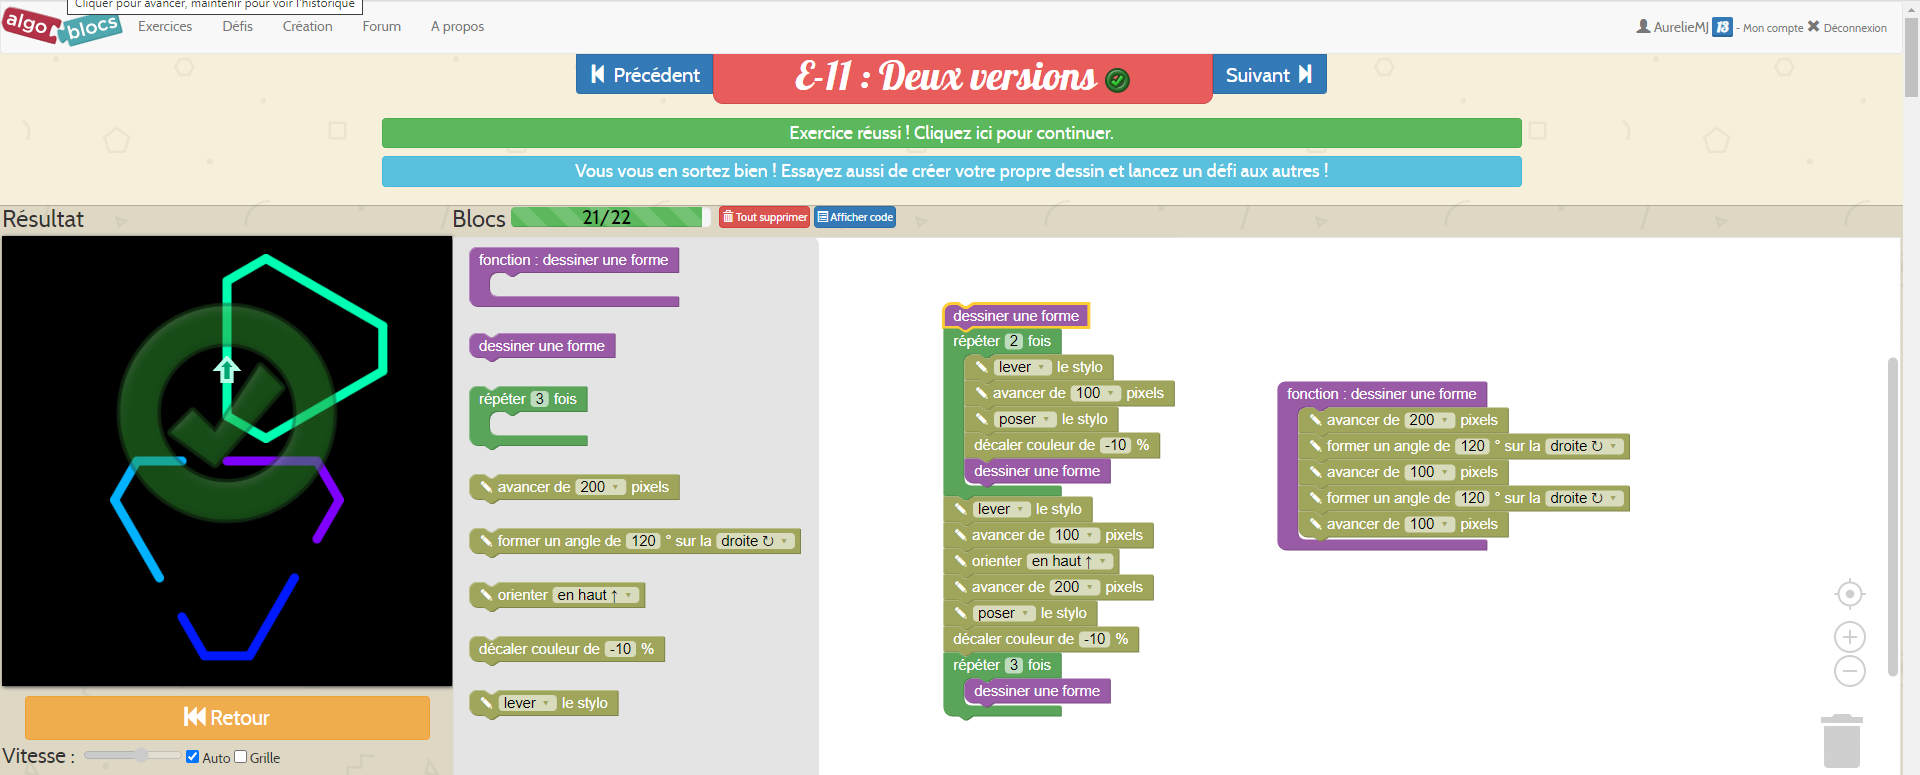 Cliquer pour avancer, maintenir pour voir l'historique
algo blocs
Exercices
Défis
Création
Forum
A propos
AurelieMJ 13 - Mon compte Déconnexion
Précédent
E-11 : Deux versions
Suivant
Exercice réussi ! Cliquez ici pour continuer.
Vous vous en sortez bien ! Essayez aussi de créer votre propre dessin et lancez un défi aux autres !
Résultat
Blocs
21/22
Tout supprimer
Afficher code
fonction : dessiner une forme
dessiner une forme
répéter 3 fois
avancer de 200 pixels
former un angle de 120 ° sur la droite ↻
orienter en haut ↑
décaler couleur de -10 %
lever le stylo
dessiner une forme
répéter 2 fois
lever le stylo
avancer de 100 pixels
poser le stylo
décaler couleur de -10 %
dessiner une forme
lever le stylo
avancer de 100 pixels
orienter en haut ↑
avancer de 200 pixels
poser le stylo
décaler couleur de -10 %
répéter 3 fois
dessiner une forme
fonction : dessiner une forme
avancer de 200 pixels
former un angle de 120 ° sur la droite ↻
avancer de 100 pixels
former un angle de 120 ° sur la droite ↻
avancer de 100 pixels
Retour
Vitesse :
Auto
Grille